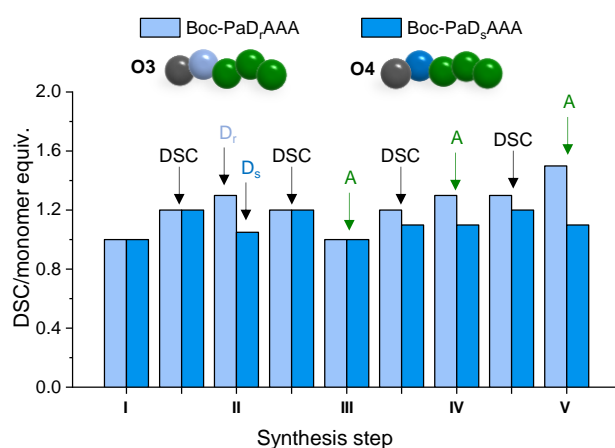 Boc-PaDrAAA Boc-PaDsAAA
O3 O4
2.0
1.6
1.2
0.8
0.4
0.0
DSC/monomer equiv.
DSC
Dr
Ds
DSC
A
DSC
A
DSC
A
I II III IV V
Synthesis step